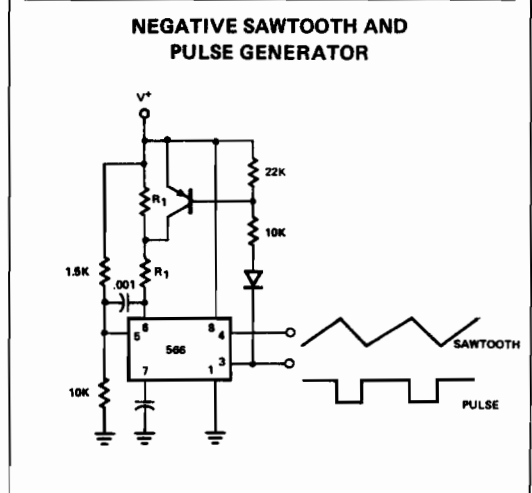 NEGATIVE SAWTOOTH AND
PULSE GENERATOR
V+
22K
R1
10K
1.5K
.001
R1
6
8
5
4
566
3
7
1
SAWTOOTH
10K
PULSE